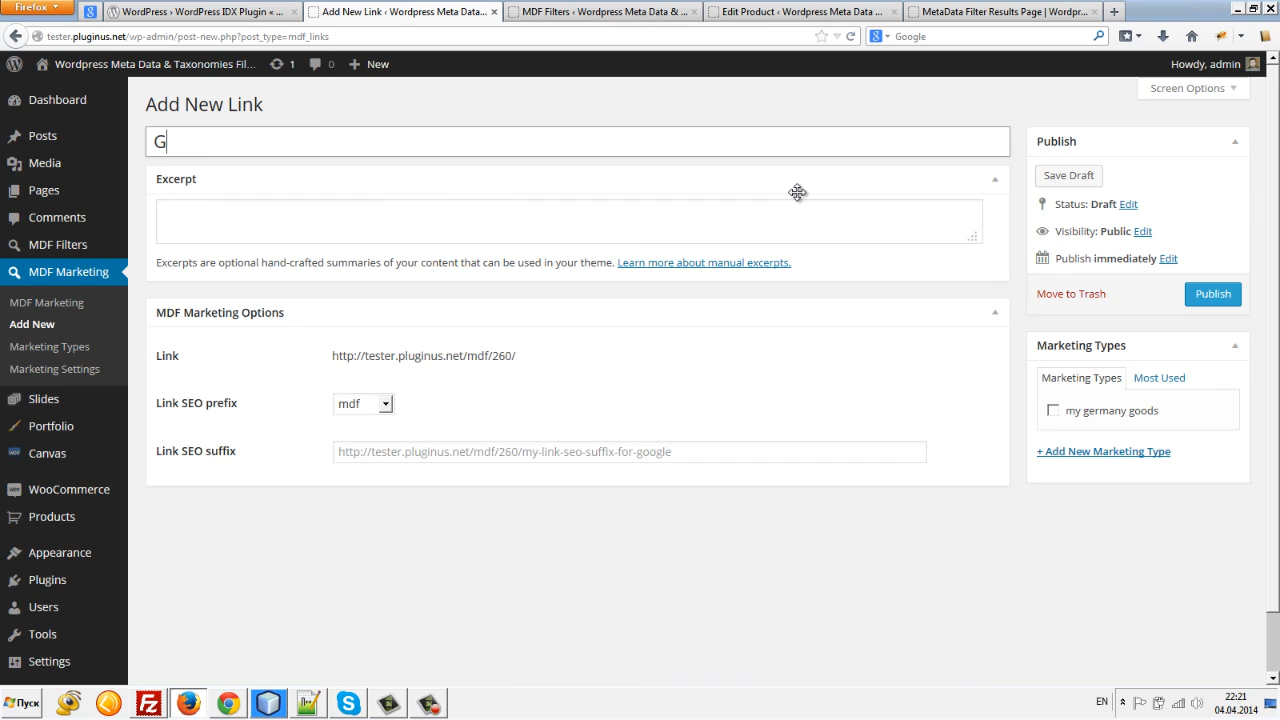 Firefox
WordPress › WordPress IDX Plugin « ...
Add New Link ‹ Wordpress Meta Data...
MDF Filters ‹ Wordpress Meta Data & ...
Edit Product ‹ Wordpress Meta Data ...
MetaData Filter Results Page | Wordpr...
tester.pluginus.net/wp-admin/post-new.php?post_type=mdf_links
Google
Wordpress Meta Data & Taxonomies Fil...
1
0
New
Howdy, admin
Screen Options
Dashboard
Posts
Media
Pages
Comments
MDF Filters
MDF Marketing
MDF Marketing
Add New
Marketing Types
Marketing Settings
Slides
Portfolio
Canvas
WooCommerce
Products
Appearance
Plugins
Users
Tools
Settings
Add New Link
G
Excerpt
Excerpts are optional hand-crafted summaries of your content that can be used in your theme. Learn more about manual excerpts.
MDF Marketing Options
Link
http://tester.pluginus.net/mdf/260/
Link SEO prefix
mdf
Link SEO suffix
http://tester.pluginus.net/mdf/260/my-link-seo-suffix-for-google
Publish
Save Draft
Status: Draft Edit
Visibility: Public Edit
Publish immediately Edit
Move to Trash
Publish
Marketing Types
Marketing Types
Most Used
my germany goods
+ Add New Marketing Type
Пуск
EN
22:21
04.04.2014